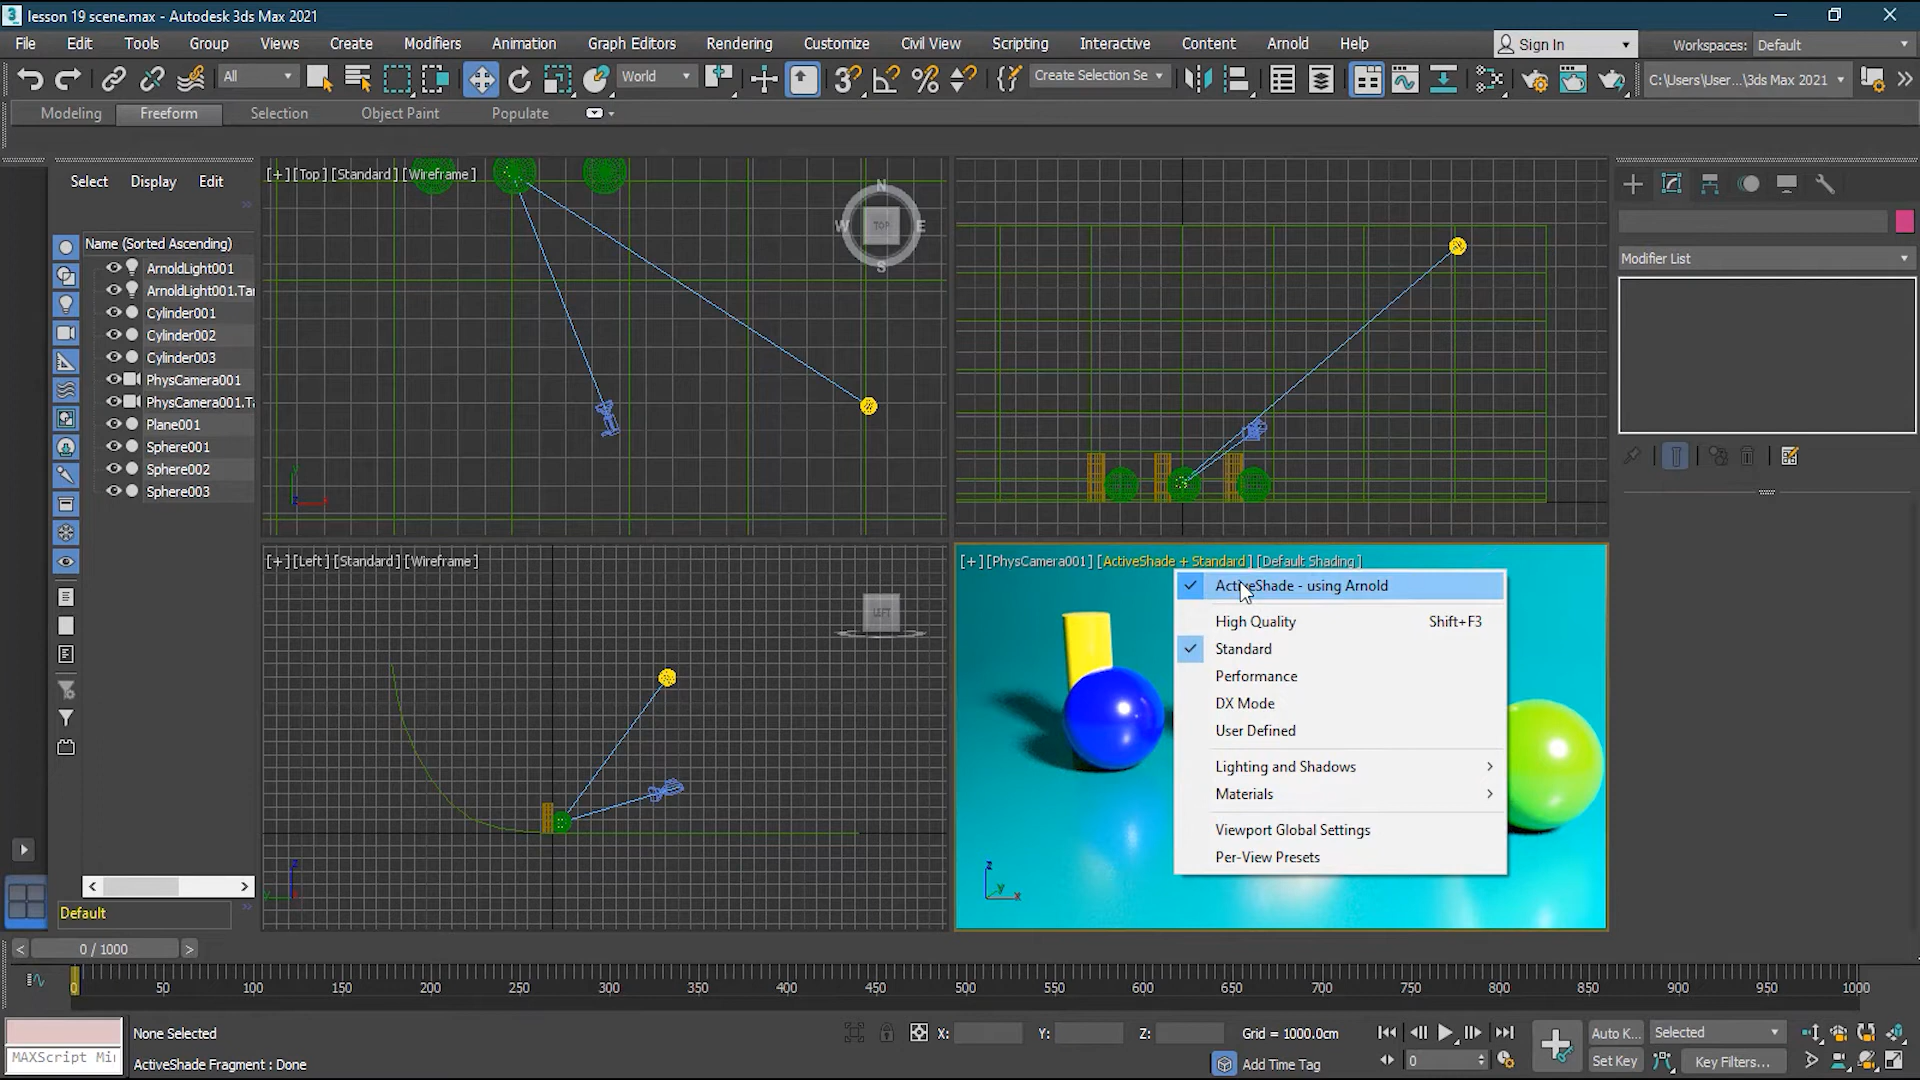 lesson 19 scene.max - Autodesk 3ds Max 2021
File Edit Tools Group Views Create Modifiers Animation Graph Editors Rendering Customize Civil View Scripting Interactive Content Arnold Help Sign In Workspaces: Default
All World Create Selection Se C:\Users\User...\3ds Max 2021
Modeling Freeform Selection Object Paint Populate
Select Display Edit
Name (Sorted Ascending)
ArnoldLight001
ArnoldLight001.Tar
Cylinder001
Cylinder002
Cylinder003
PhysCamera001
PhysCamera001.Ta
Plane001
Sphere001
Sphere002
Sphere003
Default
[+] [Top] [Standard] [Wireframe]
N
W TOP E
S
[+] [Left] [Standard] [Wireframe]
LEFT
[+] [PhysCamera001] [ActiveShade + Standard] [Default Shading]
ActiveShade - using Arnold
High Quality Shift+F3
Standard
Performance
DX Mode
User Defined
Lighting and Shadows
Materials
Viewport Global Settings
Per-View Presets
z
y x
Modifier List
0 / 1000
0 50 100 150 200 250 300 350 400 450 500 550 600 650 700 750 800 850 900 950 1000
None Selected X: Y: Z: Grid = 1000.0cm Auto K... Selected
MAXScript Mi ActiveShade Fragment : Done Add Time Tag 0 Set Key Key Filters...